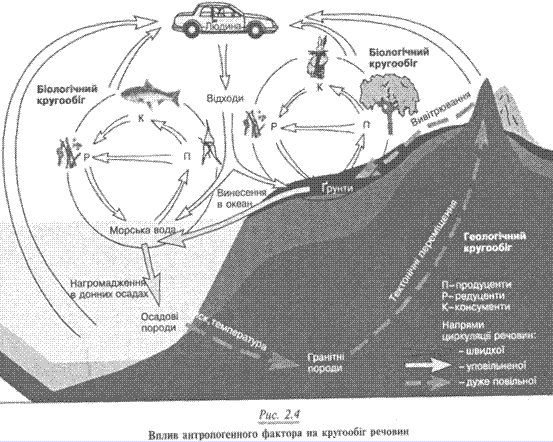 Людина
Біологічний
кругообіг
Біологічний
кругообіг
Відходи
К
К
Р
П
Р
П
Вивітрювання
Винесення
в океан
Ґрунти
Морська вода
Тектонічні переміщення
Геологічний
кругообіг
Нагромадження
в донних осадах
Осадові
породи
температура
Гранітні
породи
П–продуценти
Р–редуценти
К–консументи
Напрями
циркуляції речовин:
– швидкої
–уповільненої
–дуже повільної
Рис. 2.4
Вплив антропогенного фактора на кругообіг речовин